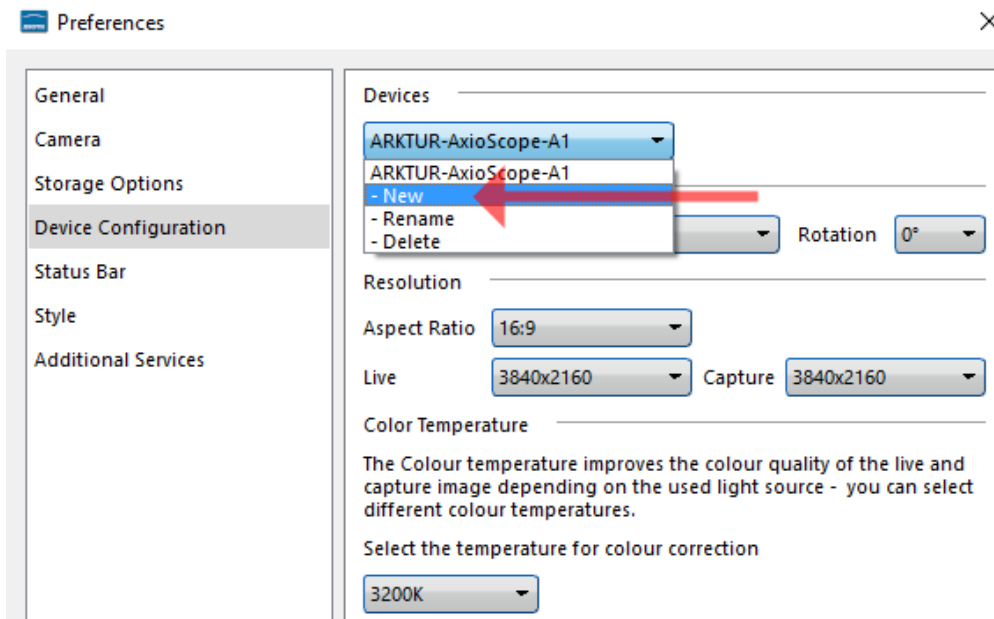 Preferences
General
Camera
Storage Options
Device Configuration
Status Bar
Style
Additional Services
Devices
ARKTUR-AxioScope-A1
ARKTUR-AxioScope-A1
- New
- Rename
- Delete
Rotation 0°
Resolution
Aspect Ratio 16:9
Live 3840x2160 Capture 3840x2160
Color Temperature
The Colour temperature improves the colour quality of the live and
capture image depending on the used light source - you can select
different colour temperatures.
Select the temperature for colour correction
3200K